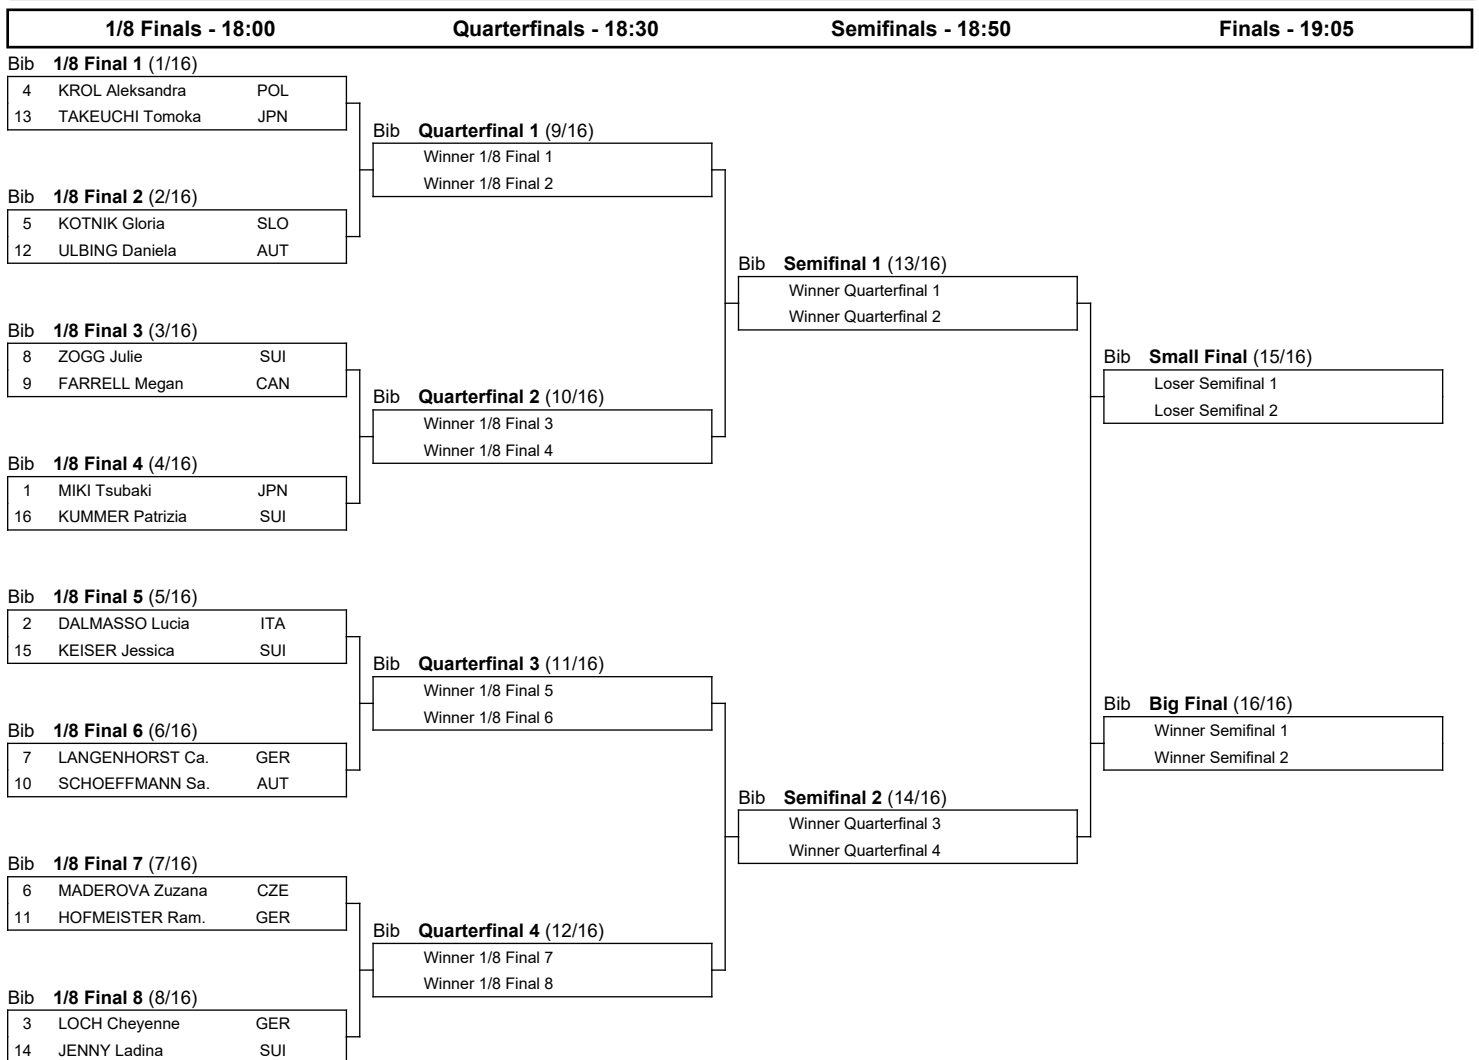 1/8 Finals - 18:00 Quarterfinals - 18:30 Semifinals - 18:50 Finals - 19:05
Bib 1/8 Final 1 (1/16)
4 KROL Aleksandra POL
13 TAKEUCHI Tomoka JPN
Bib 1/8 Final 2 (2/16)
5 KOTNIK Gloria SLO
12 ULBING Daniela AUT
Bib 1/8 Final 3 (3/16)
8 ZOGG Julie SUI
9 FARRELL Megan CAN
Bib 1/8 Final 4 (4/16)
1 MIKI Tsubaki JPN
16 KUMMER Patrizia SUI
Bib 1/8 Final 5 (5/16)
2 DALMASSO Lucia ITA
15 KEISER Jessica SUI
Bib 1/8 Final 6 (6/16)
7 LANGENHORST Ca. GER
10 SCHOEFFMANN Sa. AUT
Bib 1/8 Final 7 (7/16)
6 MADEROVA Zuzana CZE
11 HOFMEISTER Ram. GER
Bib 1/8 Final 8 (8/16)
3 LOCH Cheyenne GER
14 JENNY Ladina SUI
Bib Quarterfinal 1 (9/16)
Winner 1/8 Final 1
Winner 1/8 Final 2
Bib Quarterfinal 2 (10/16)
Winner 1/8 Final 3
Winner 1/8 Final 4
Bib Quarterfinal 3 (11/16)
Winner 1/8 Final 5
Winner 1/8 Final 6
Bib Quarterfinal 4 (12/16)
Winner 1/8 Final 7
Winner 1/8 Final 8
Bib Semifinal 1 (13/16)
Winner Quarterfinal 1
Winner Quarterfinal 2
Bib Semifinal 2 (14/16)
Winner Quarterfinal 3
Winner Quarterfinal 4
Bib Small Final (15/16)
Loser Semifinal 1
Loser Semifinal 2
Bib Big Final (16/16)
Winner Semifinal 1
Winner Semifinal 2